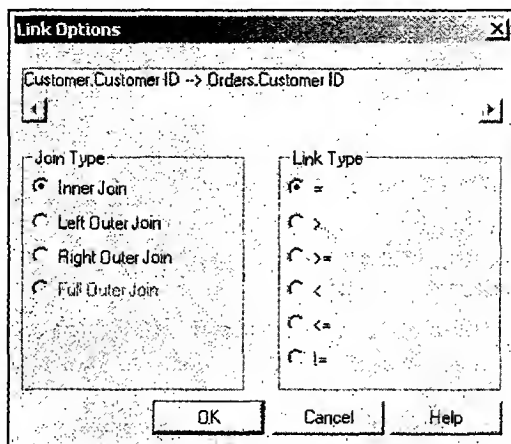 Link Options
Customer.Customer ID --> Orders.Customer ID
Join Type
Inner Join
Left Outer Join
Right Outer Join
Full Outer Join
Link Type
=
>
>=
<
<=
!=
OK
Cancel
Help